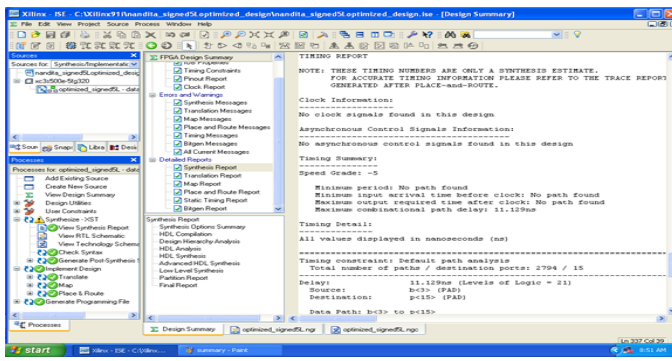 Xilinx - ISE - C:\Xilinx91i\nandita_signed5Loptimized_design\nandita_signed5Loptimized_design.ise - [Design Summary]
File Edit View Project Source Process Window Help
Sources
Sources for: Synthesis/Implementatic
nandita_signed5Loptimized_desig
xc3s500e-5fg320
optimized_signed5L - data
Sour Snaps Libra Desi
Processes
Processes for: optimized_signed5L - data
Add Existing Source
Create New Source
View Design Summary
Design Utilities
User Constraints
Synthesize - XST
View Synthesis Report
View RTL Schematic
View Technology Schema
Check Syntax
Generate Post-Synthesis S
Implement Design
Translate
Map
Place & Route
Generate Programming File
Processes
FPGA Design Summary
IOB Properties
Timing Constraints
Pinout Report
Clock Report
Errors and Warnings
Synthesis Messages
Translation Messages
Map Messages
Place and Route Messages
Timing Messages
Bitgen Messages
All Current Messages
Detailed Reports
Synthesis Report
Translation Report
Map Report
Place and Route Report
Static Timing Report
Bitgen Report
Synthesis Report
Synthesis Options Summary
HDL Compilation
Design Hierarchy Analysis
HDL Analysis
HDL Synthesis
Advanced HDL Synthesis
Low Level Synthesis
Partition Report
Final Report
TIMING REPORT
NOTE: THESE TIMING NUMBERS ARE ONLY A SYNTHESIS ESTIMATE.
FOR ACCURATE TIMING INFORMATION PLEASE REFER TO THE TRACE REPORT
GENERATED AFTER PLACE-and-ROUTE.
Clock Information:
------------------
No clock signals found in this design
Asynchronous Control Signals Information:
----------------------------------------
No asynchronous control signals found in this design
Timing Summary:
---------------
Speed Grade: -5
Minimum period: No path found
Minimum input arrival time before clock: No path found
Maximum output required time after clock: No path found
Maximum combinational path delay: 11.129ns
Timing Detail:
--------------
All values displayed in nanoseconds (ns)
Timing constraint: Default path analysis
Total number of paths / destination ports: 2794 / 15
Delay: 11.129ns (Levels of Logic = 21)
Source: b<3> (PAD)
Destination: p<15> (PAD)
Data Path: b<3> to p<15>
Design Summary optimized_signed5L.ngr optimized_signed5L.ngc
Ln 337 Col 39
start Xilinx - ISE - C:\Xilinx... summary - Paint 8:51 AM